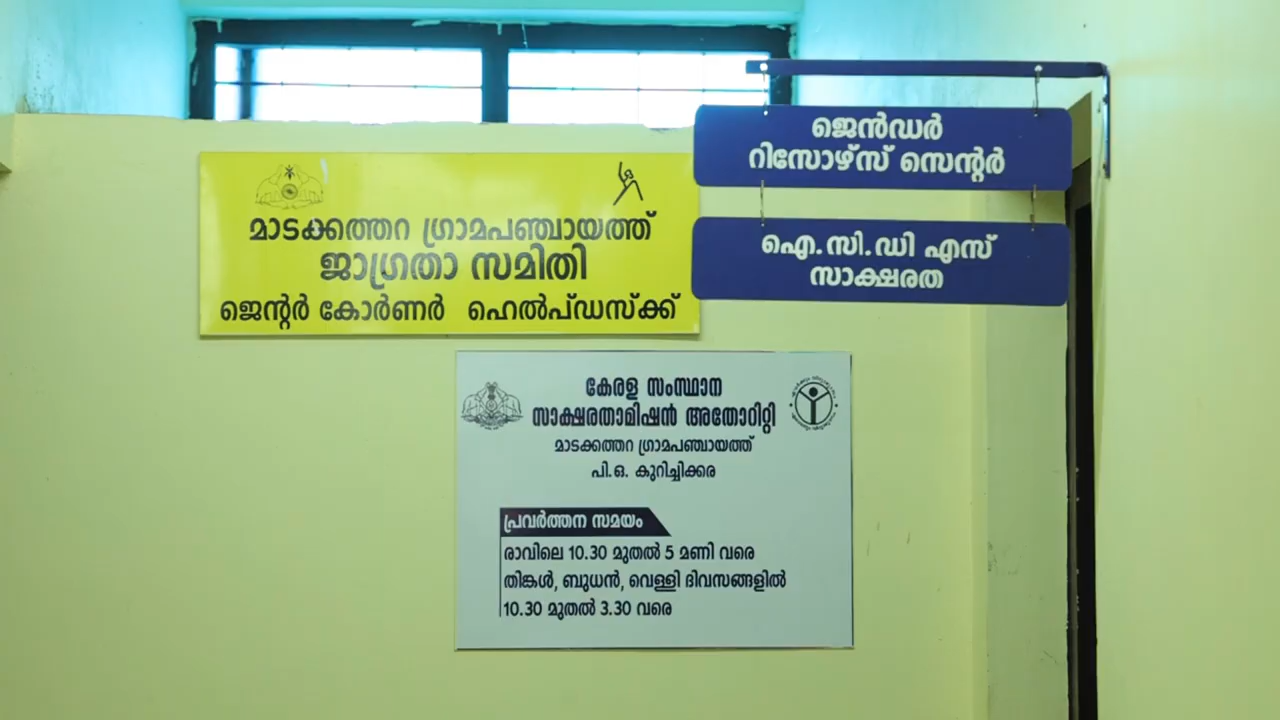 ജെൻഡർ
റിസോഴ്സ് സെന്റർ
ഐ.സി.ഡി എസ്
സാക്ഷരത
മാടക്കത്തറ ഗ്രാമപഞ്ചായത്ത്
ജാഗ്രതാ സമിതി
ജെന്റർ കോർണർ ഹെൽപ്ഡസ്ക്ക്
കേരള സംസ്ഥാന
സാക്ഷരതാമിഷൻ അതോറിറ്റി
മാടക്കത്തറ ഗ്രാമപഞ്ചായത്ത്
പി.ഒ. കുറിച്ചിക്കര
പ്രവർത്തന സമയം
രാവിലെ 10.30 മുതൽ 5 മണി വരെ
തിങ്കൾ, ബുധൻ, വെള്ളി ദിവസങ്ങളിൽ
10.30 മുതൽ 3.30 വരെ